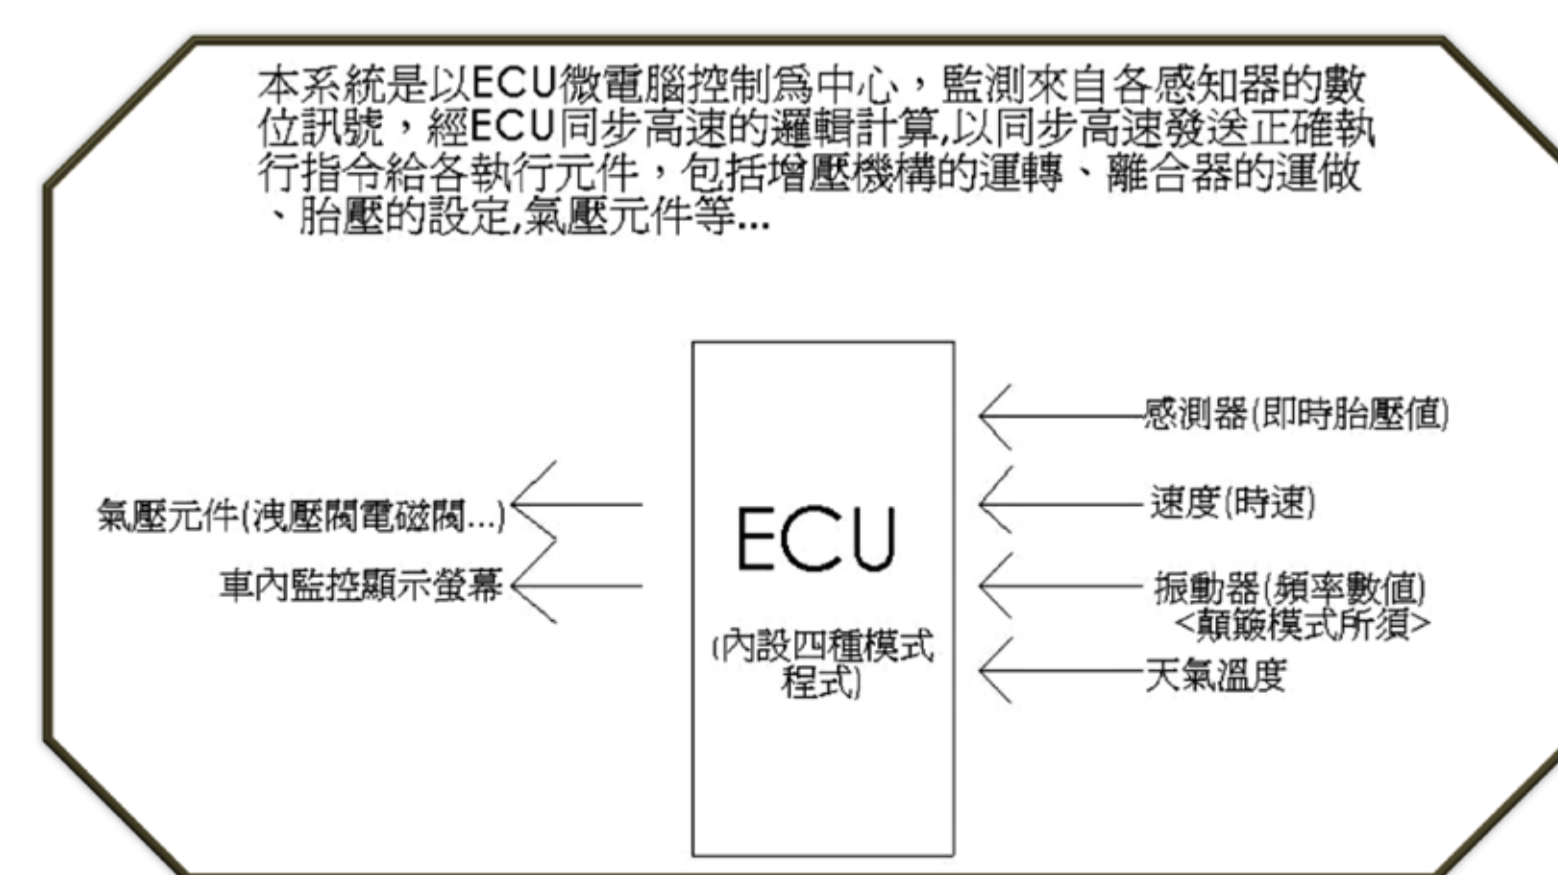 本系統是以ECU微電腦控制為中心，監測來自各感知器的數
位訊號，經ECU同步高速的邏輯計算,以同步高速發送正確執
行指令給各執行元件，包括增壓機構的運轉、離合器的運做
、胎壓的設定,氣壓元件等...
感測器(即時胎壓值)
氣壓元件(洩壓閥電磁閥...)
速度(時速)
ECU
車內監控顯示螢幕
振動器(頻率數值)
<顛簸模式所須>
(內設四種模式
程式)
天氣溫度